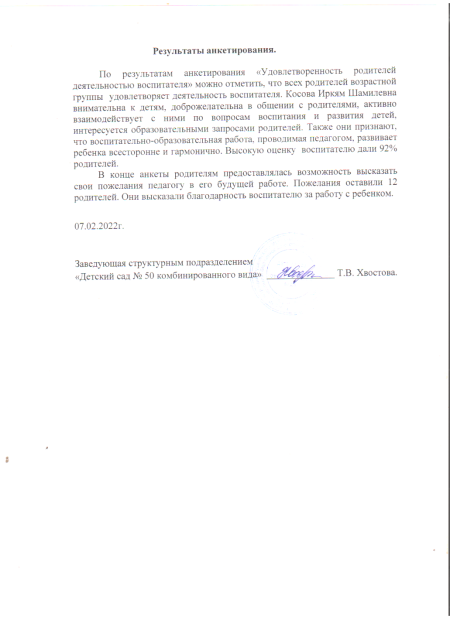 Результаты анкетирования.
По результатам анкетирования «Удовлетворенность родителей
деятельностью воспитателя» можно отметить, что всех родителей возрастной
группы удовлетворяет деятельность воспитателя. Косова Иркям Шамилевна
внимательна к детям, доброжелательна в общении с родителями, активно
взаимодействует с ними по вопросам воспитания и развития детей,
интересуется образовательными запросами родителей. Также они признают,
что воспитательно-образовательная работа, проводимая педагогом, развивает
ребенка всесторонне и гармонично. Высокую оценку воспитателю дали 92%
родителей.
В конце анкеты родителям предоставлялась возможность высказать
свои пожелания педагогу в его будущей работе. Пожелания оставили 12
родителей. Они высказали благодарность воспитателю за работу с ребенком.
07.02.2022г.
Заведующая структурным подразделением
«Детский сад № 50 комбинированного вида» Т.В. Хвостова.